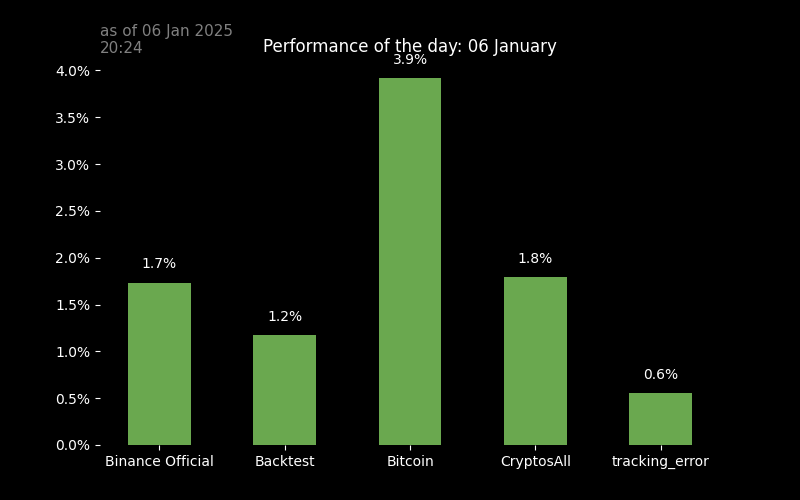 as of 06 Jan 2025
20:24
Performance of the day: 06 January
4.0%
3.5%
3.0%
2.5%
2.0%
1.5%
1.0%
0.5%
0.0%
1.7%
1.2%
3.9%
1.8%
0.6%
Binance Official
Backtest
Bitcoin
CryptosAll
tracking_error